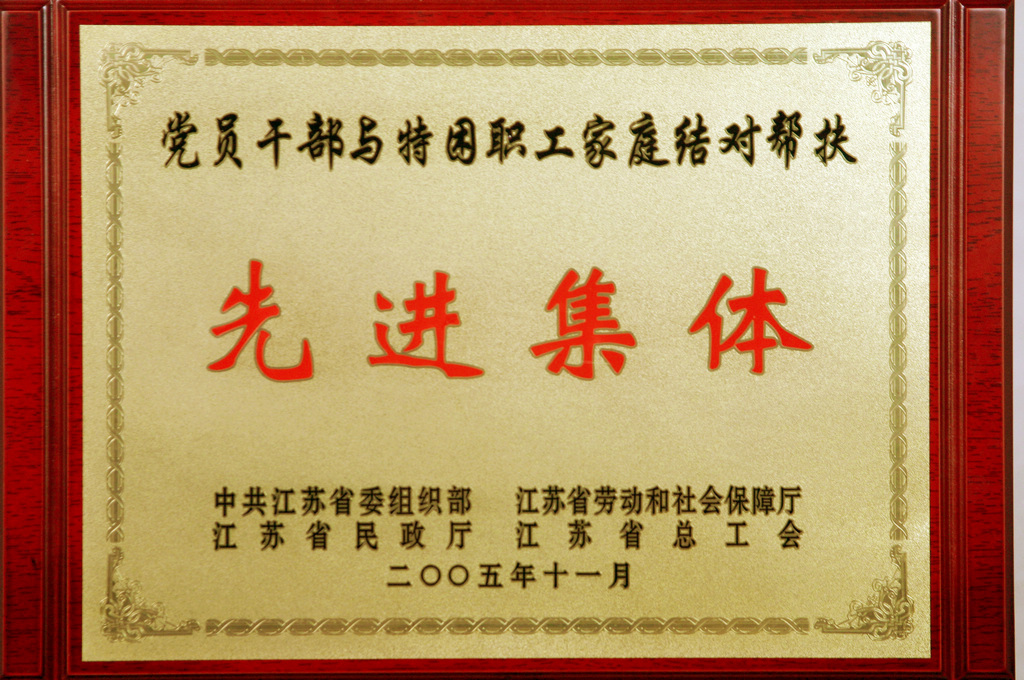 党员干部与特困职工家庭结对帮扶
先进集体
中共江苏省委组织部 江苏省劳动和社会保障厅
江苏省民政厅 江苏省总工会
二〇〇五年十一月